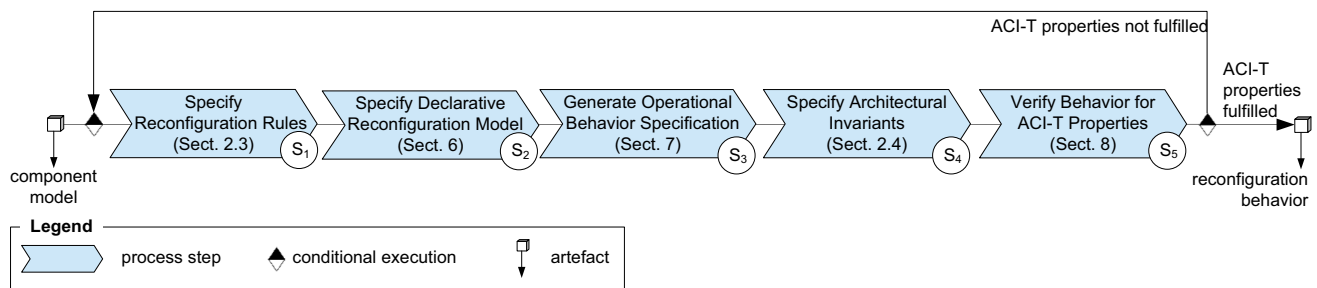 ACI-T properties not fulfilled
ACI-T
properties
fulfilled
Specify
Reconfiguration Rules
(Sect. 2.3)
S1
Specify Declarative
Reconfiguration Model
(Sect. 6)
S2
Generate Operational
Behavior Specification
(Sect. 7)
S3
Specify Architectural
Invariants
(Sect. 2.4)
S4
Verify Behavior for
ACI-T Properties
(Sect. 8)
S5
component
model
reconfiguration
behavior
Legend
process step
conditional execution
artefact